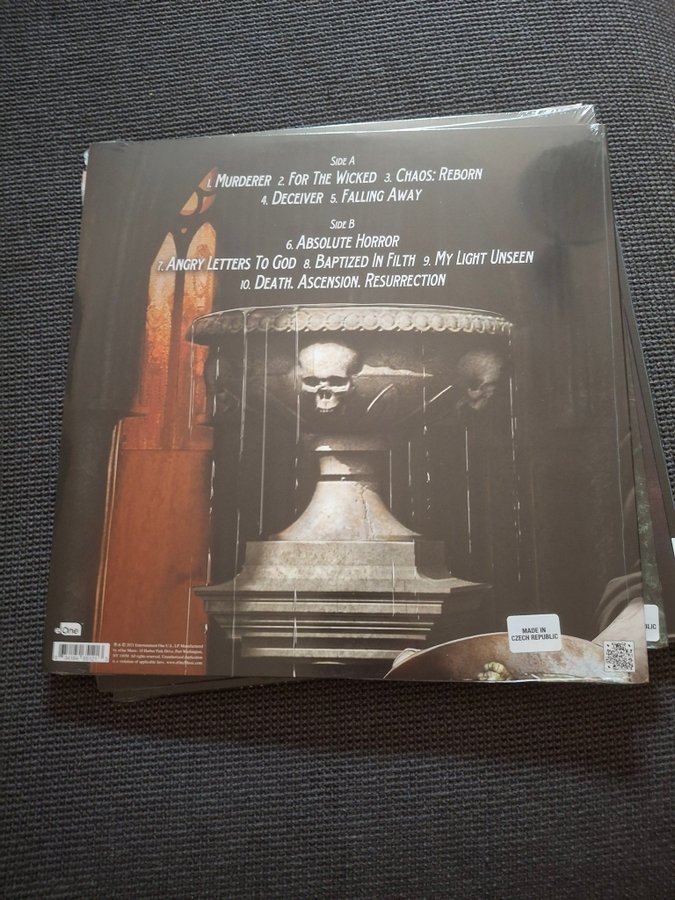 SIDE A
1. MURDERER 2. FOR THE WICKED 3. CHAOS: REBORN
4. DECEIVER 5. FALLING AWAY
SIDE B
6. ABSOLUTE HORROR
7. ANGRY LETTERS TO GOD 8. BAPTIZED IN FILTH 9. MY LIGHT UNSEEN
10. DEATH. ASCENSION. RESURRECTION
eOne
MADE IN
CZECH REPUBLIC